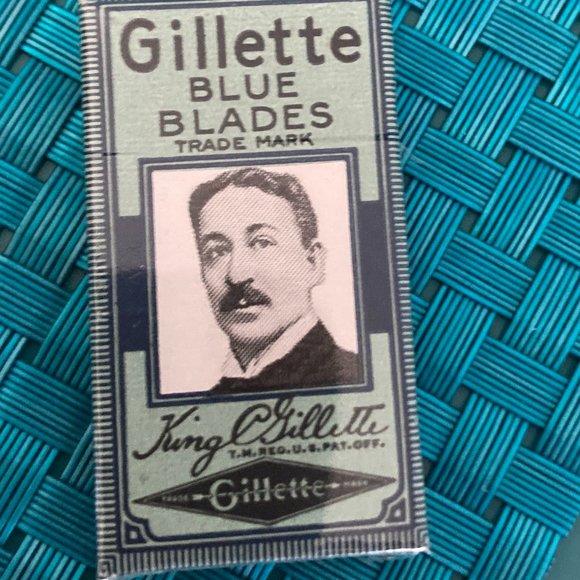 Gillette
BLUE
BLADES
TRADE MARK
King C Gillette
T.M.REG.U.S.PAT.OFF.
TRADE Gillette MARK